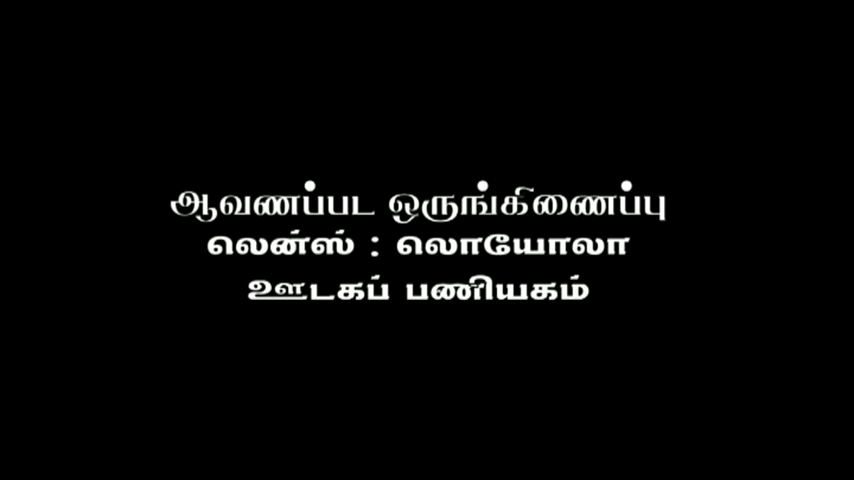 ஆவணப்பட ஒருங்கிணைப்பு
லென்ஸ் : லொயோலா
ஊடகப் பணியகம்